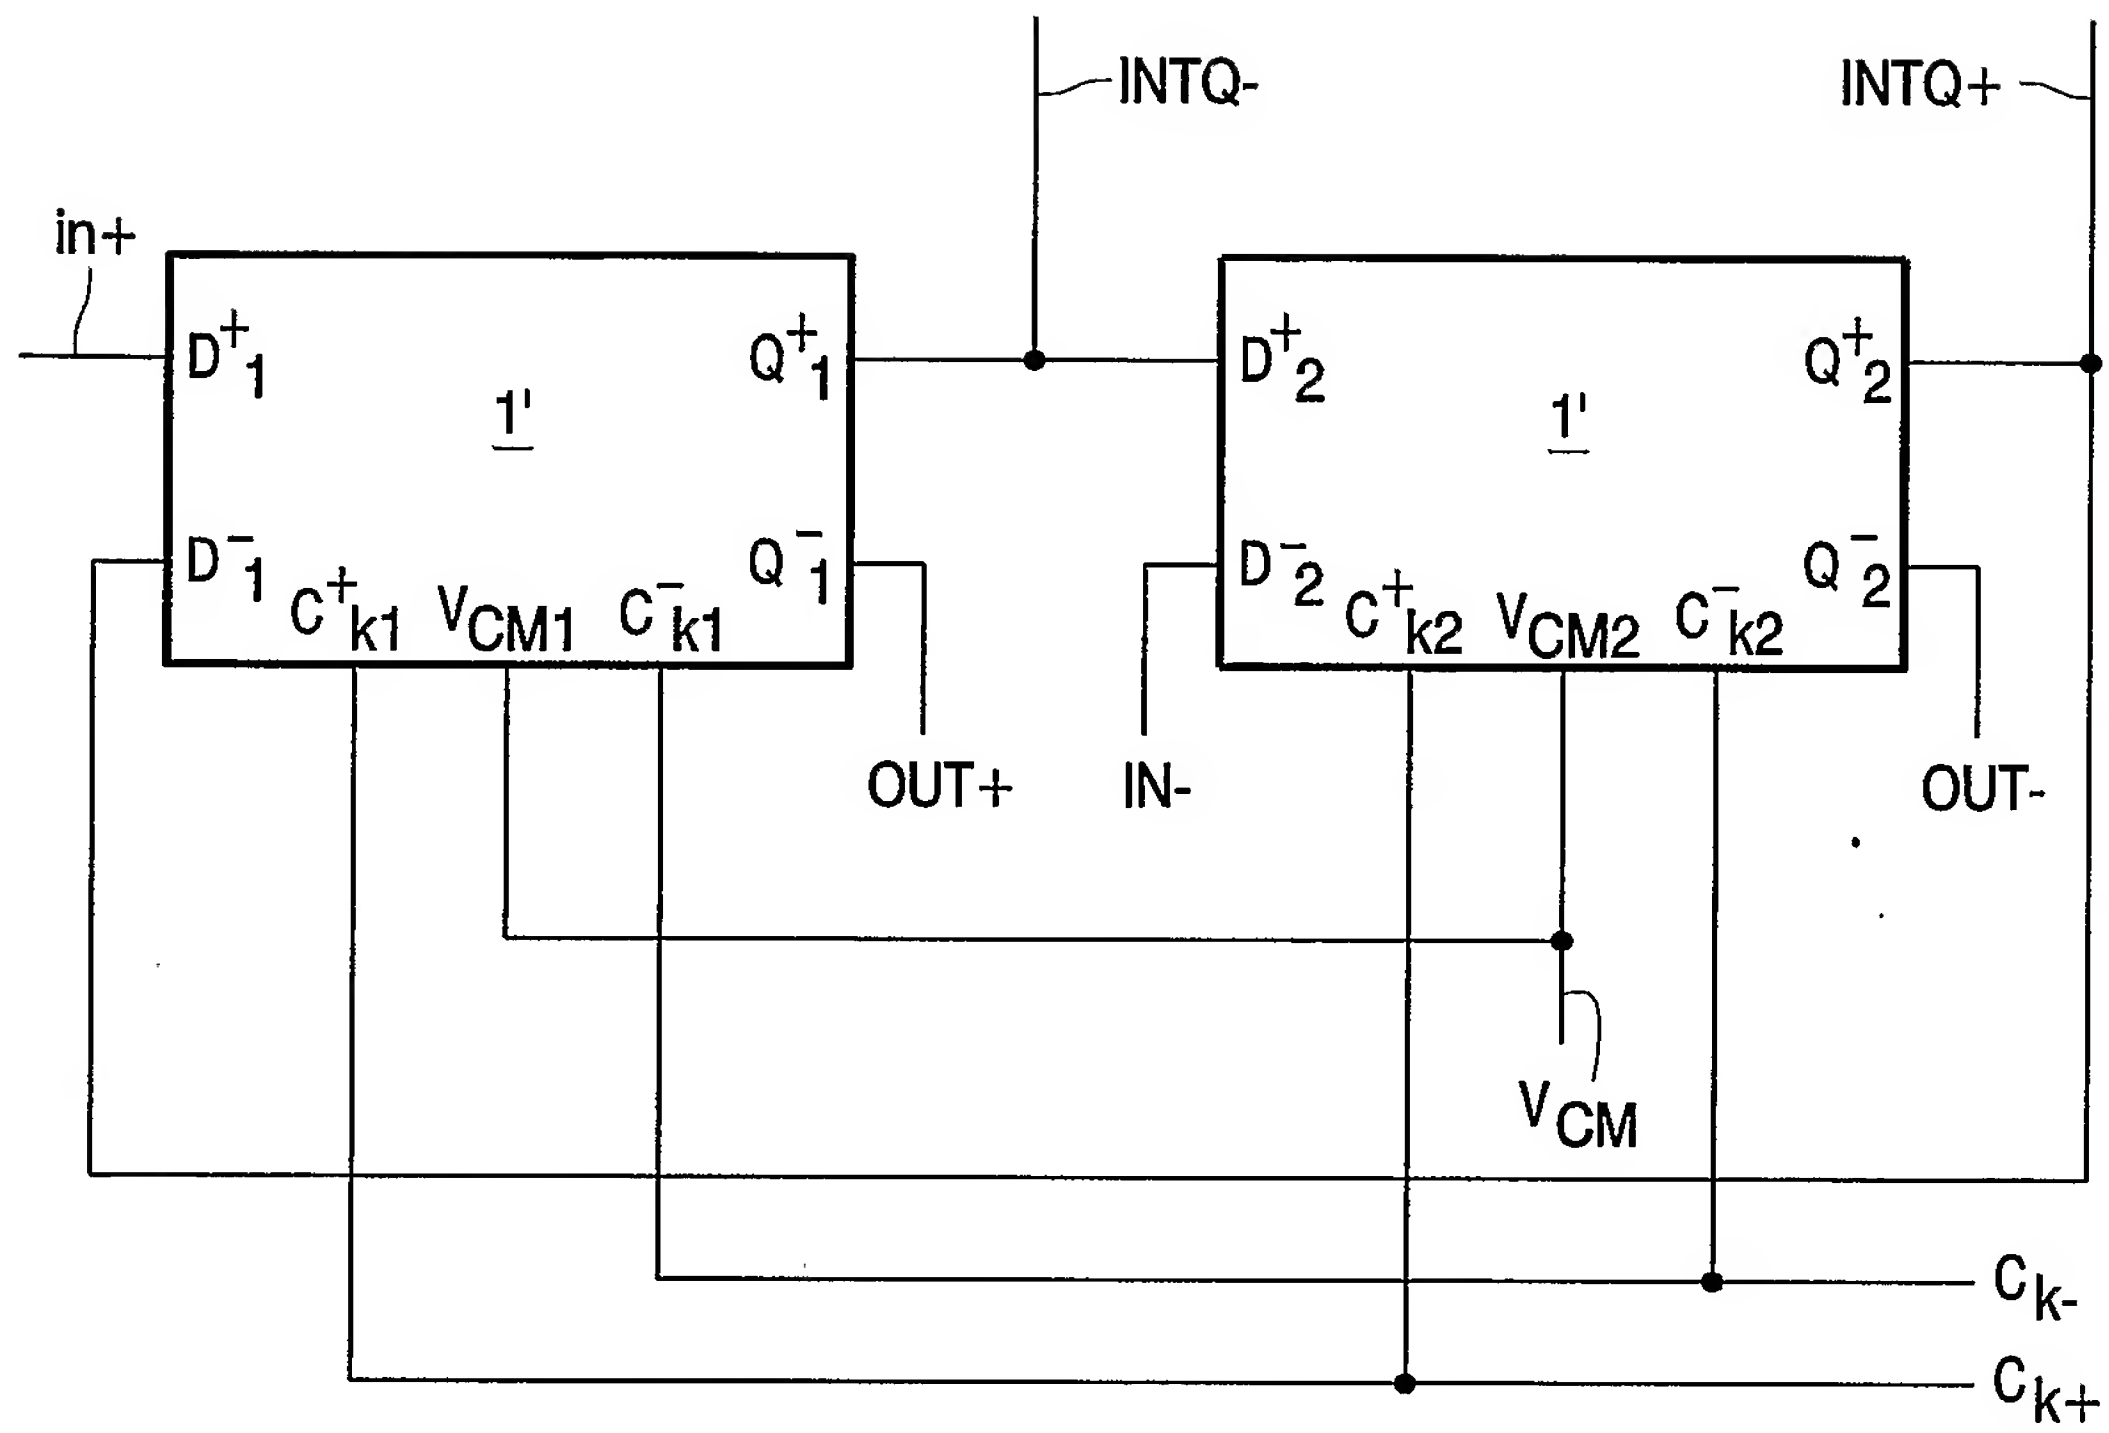 INTQ-
INTQ+
in+
D+1
Q+1
D+2
Q+2
1'
1'
D-1
Q-1
D-2
Q-2
C+k1
VCM1
C-k1
C+k2
VCM2
C-k2
OUT+
IN-
OUT-
VCM
Ck-
Ck+